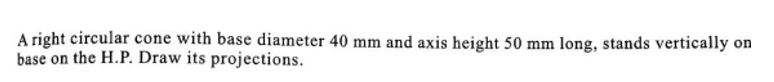 A right circular cone with base diameter 40 mm and axis height 50 mm long, stands vertically on
base on the H.P. Draw its projections.